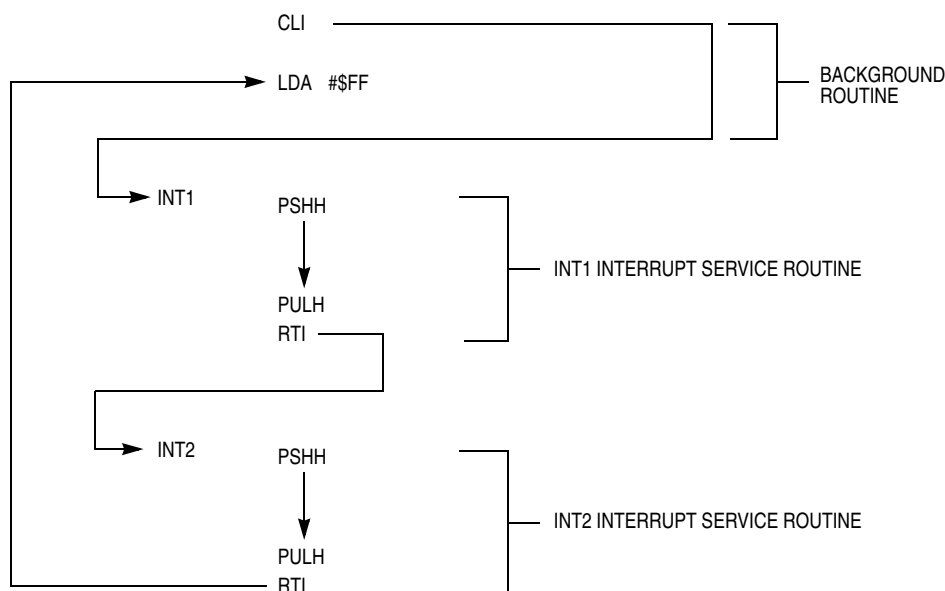 CLI
LDA #$FF
BACKGROUND
ROUTINE
INT1
PSHH
INT1 INTERRUPT SERVICE ROUTINE
PULH
RTI
INT2
PSHH
INT2 INTERRUPT SERVICE ROUTINE
PULH
RTI